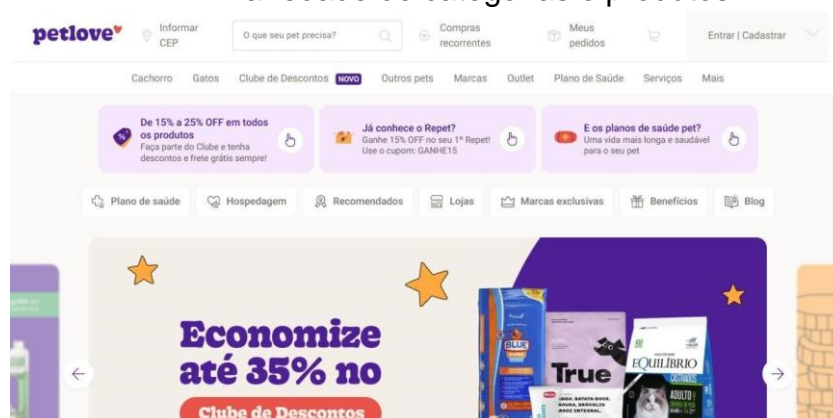 petlove
Informar
CEP
O que seu pet precisa?
Compras
recorrentes
Meus
pedidos
Entrar | Cadastrar
Cachorro Gatos Clube de Descontos NOVO Outros pets Marcas Outlet Plano de Saúde Serviços Mais
De 15% a 25% OFF em todos
os produtos
Faça parte do Clube e tenha
descontos e frete grátis sempre!
Já conhece o Repet?
Ganhe 15% OFF no seu 1º Repet!
Use o cupom: GANHE15
E os planos de saúde pet?
Uma vida mais longa e saudável
para o seu pet
Plano de saúde Hospedagem Recomendados Lojas Marcas exclusivas Benefícios Blog
Economize
até 35% no
Clube de Descontos
BLUE
True
EQUILÍBRIO
CASTRADOS
ADULTO